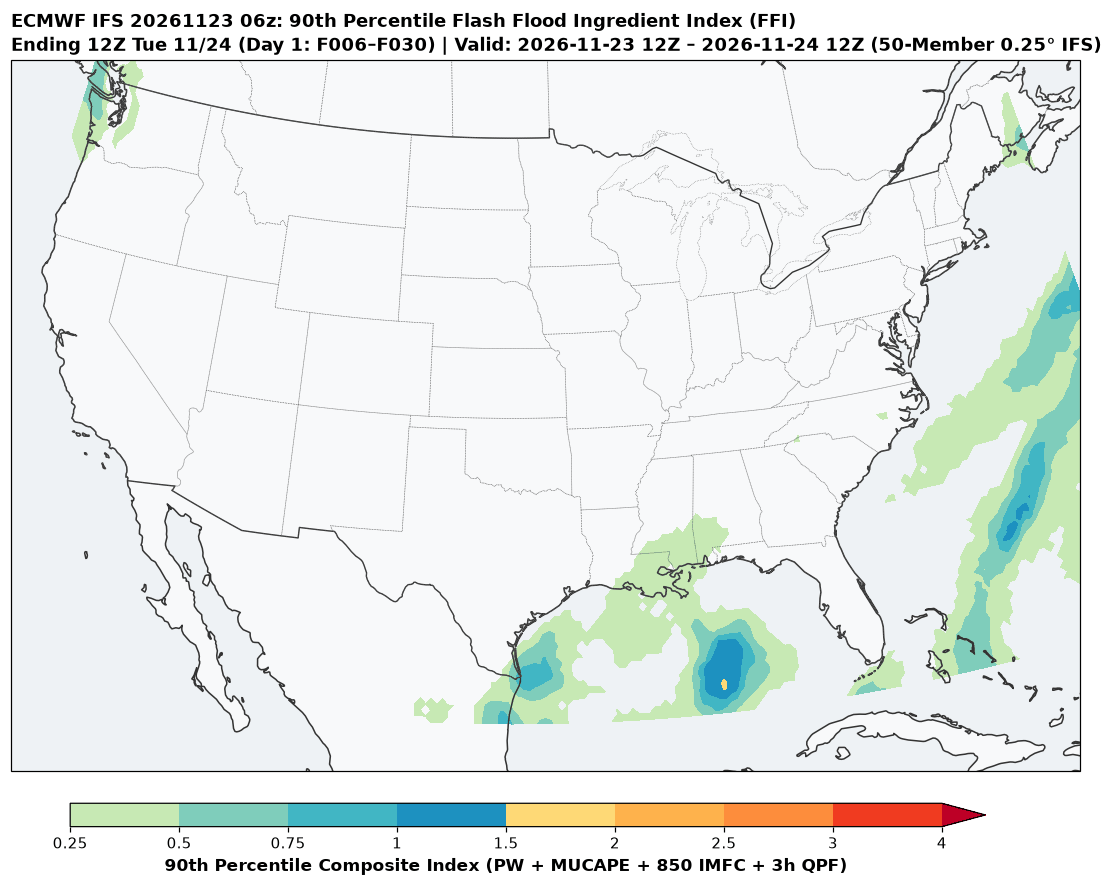 ECMWF IFS 20261123 06z: 90th Percentile Flash Flood Ingredient Index (FFI)
Ending 12Z Tue 11/24 (Day 1: F006–F030) | Valid: 2026-11-23 12Z – 2026-11-24 12Z (50-Member 0.25° IFS)
0.25 0.5 0.75 1 1.5 2 2.5 3 4
90th Percentile Composite Index (PW + MUCAPE + 850 IMFC + 3h QPF)